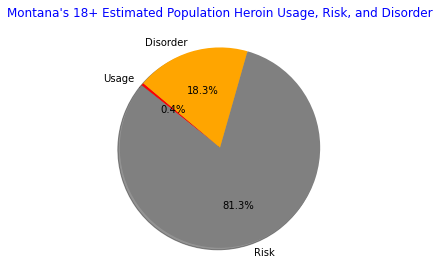 Montana's 18+ Estimated Population Heroin Usage, Risk, and Disorder
Disorder
Usage
18.3%
0.4%
81.3%
Risk